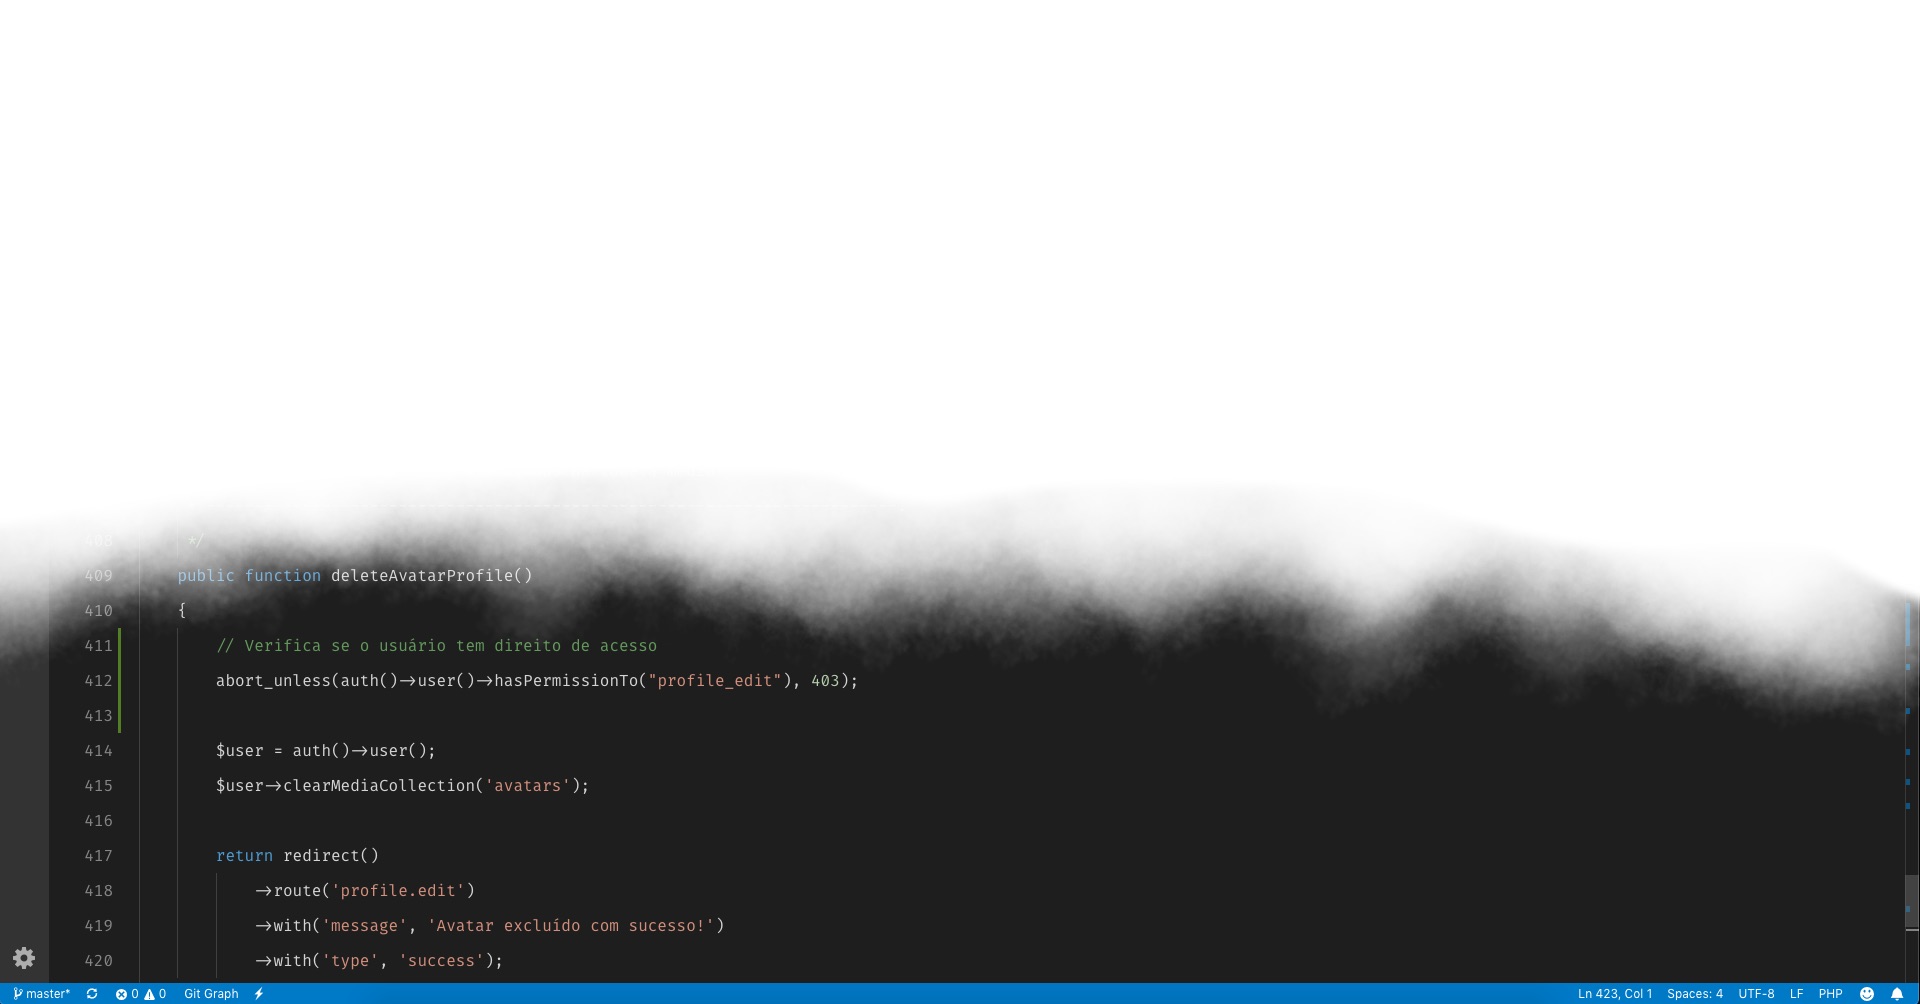 408 */
409 public function deleteAvatarProfile()
410 {
411 // Verifica se o usuário tem direito de acesso
412 abort_unless(auth()->user()->hasPermissionTo("profile_edit"), 403);
413
414 $user = auth()->user();
415 $user->clearMediaCollection('avatars');
416
417 return redirect()
418 ->route('profile.edit')
419 ->with('message', 'Avatar excluído com sucesso!')
420 ->with('type', 'success');
master* 0 0 Git Graph Ln 423, Col 1 Spaces: 4 UTF-8 LF PHP